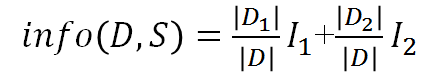 info(D, S) = |D₁|/|D| I₁ + |D₂|/|D| I₂